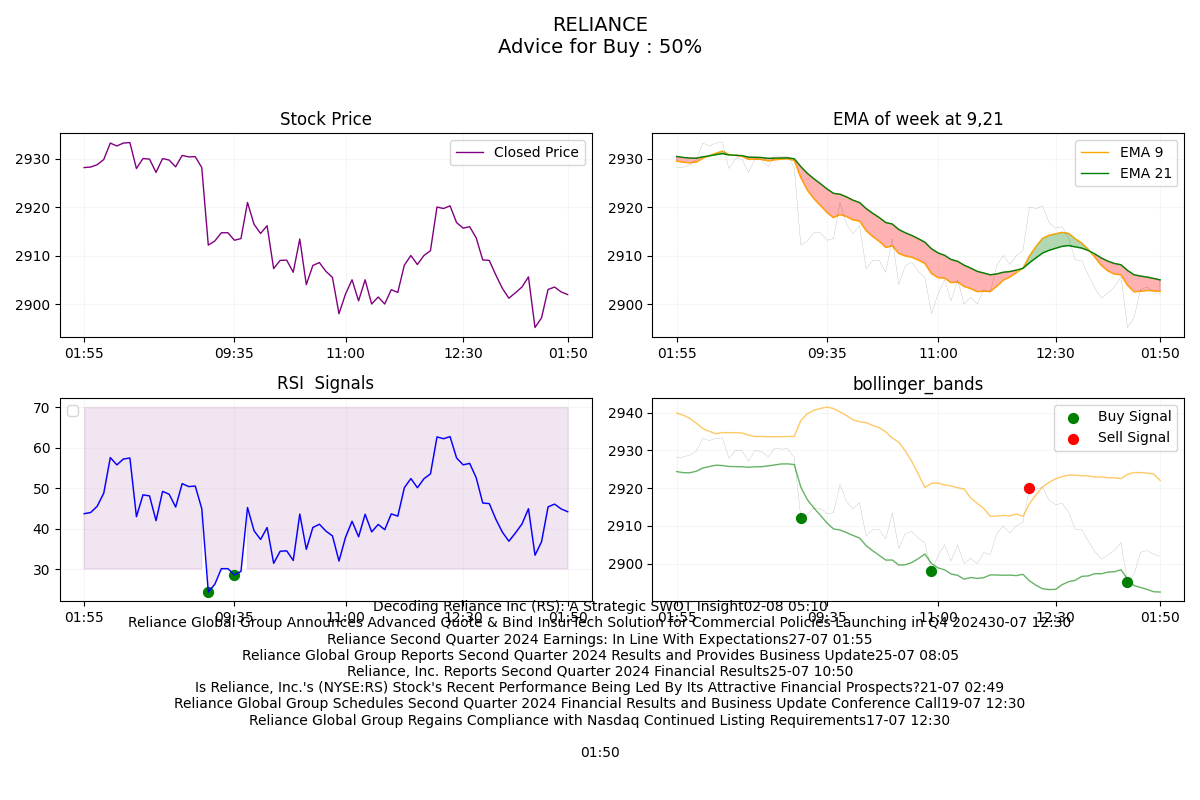 RELIANCE
Advice for Buy : 50%
Stock Price
2930
2920
2910
2900
Closed Price
01:55 09:35 11:00 12:30 01:50
EMA of week at 9,21
2930
2920
2910
2900
EMA 9
EMA 21
01:55 09:35 11:00 12:30 01:50
RSI  Signals
70
60
50
40
30
01:55 09:35 11:00 12:30 01:50
bollinger_bands
2940
2930
2920
2910
2900
Buy Signal
Sell Signal
01:55 09:35 11:00 12:30 01:50
Decoding Reliance Inc (RS): A Strategic SWOT Insight02-08 05:10
Reliance Global Group Announces Advanced Quote & Bind InsurTech Solution for Commercial Policies Launching in Q4 202430-07 12:30
Reliance Second Quarter 2024 Earnings: In Line With Expectations27-07 01:55
Reliance Global Group Reports Second Quarter 2024 Results and Provides Business Update25-07 08:05
Reliance, Inc. Reports Second Quarter 2024 Financial Results25-07 10:50
Is Reliance, Inc.'s (NYSE:RS) Stock's Recent Performance Being Led By Its Attractive Financial Prospects?21-07 02:49
Reliance Global Group Schedules Second Quarter 2024 Financial Results and Business Update Conference Call19-07 12:30
Reliance Global Group Regains Compliance with Nasdaq Continued Listing Requirements17-07 12:30
01:50